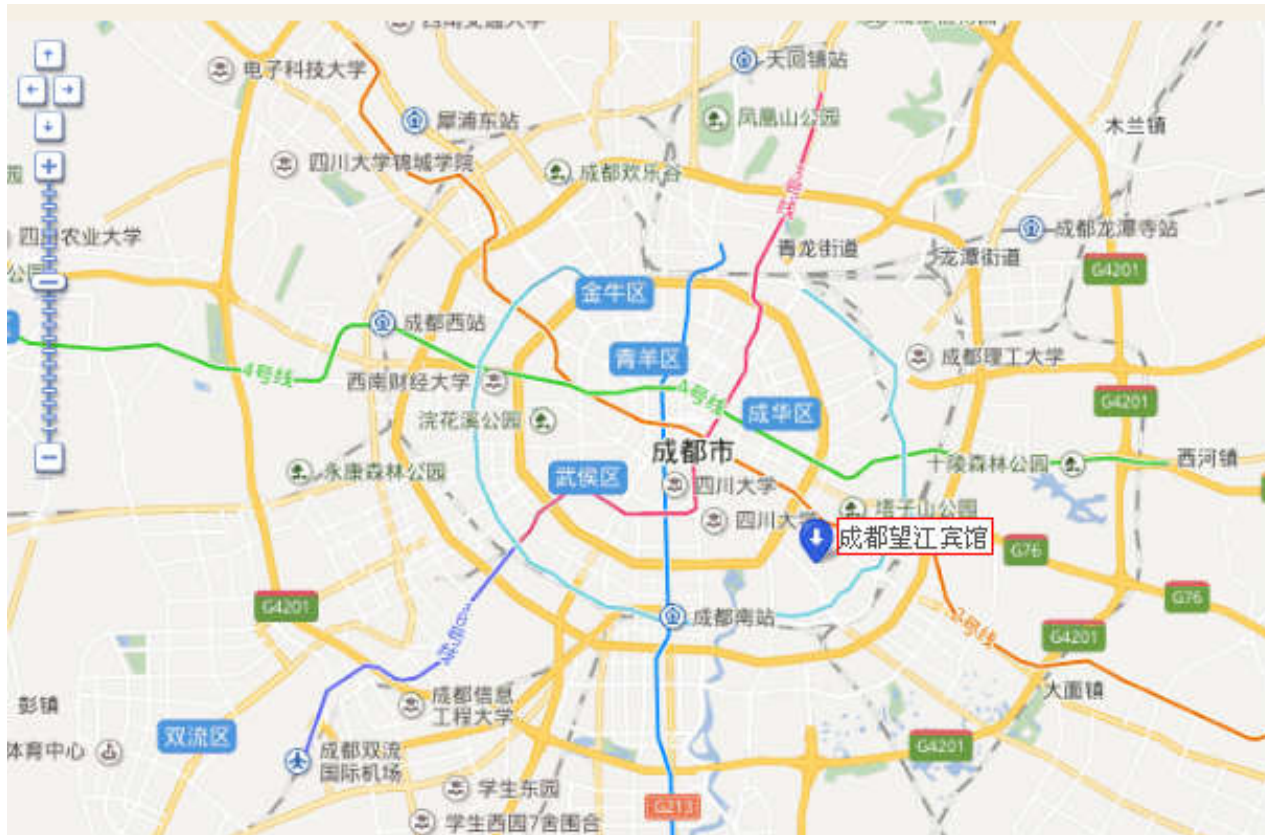 电子科技大学
天回镇站
犀浦东站
凤凰山公园
木兰镇
四川大学锦城学院
成都欢乐谷
四川农业大学
青龙街道
成都龙潭寺站
龙潭街道
G4201
金牛区
成都西站
青羊区
成都理工大学
4号线
西南财经大学
4号线
G4201
成华区
浣花溪公园
成都市
十陵森林公园
西河镇
永康森林公园
武侯区
四川大学
塔子山公园
四川大学
成都望江宾馆
G76
G76
G4201
成都南站
2号线
G4201
成都信息
工程大学
大面镇
彭镇
双流区
G4201
体育中心
成都双流
国际机场
学生东园
G213
学生西园7舍围合